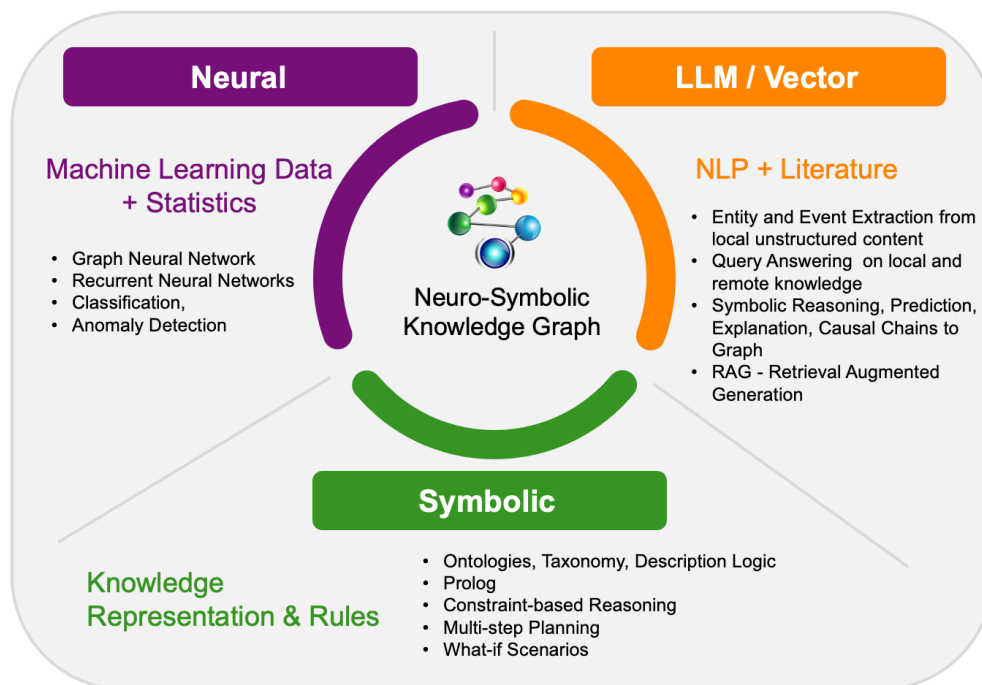 Neural
Machine Learning Data
+ Statistics
• Graph Neural Network
• Recurrent Neural Networks
• Classification,
• Anomaly Detection
LLM / Vector
NLP + Literature
• Entity and Event Extraction from
local unstructured content
• Query Answering  on local and
remote knowledge
• Symbolic Reasoning, Prediction,
Explanation, Causal Chains to
Graph
• RAG - Retrieval Augmented
Generation
Neuro-Symbolic
Knowledge Graph
Symbolic
Knowledge
Representation & Rules
• Ontologies, Taxonomy, Description Logic
• Prolog
• Constraint-based Reasoning
• Multi-step Planning
• What-if Scenarios